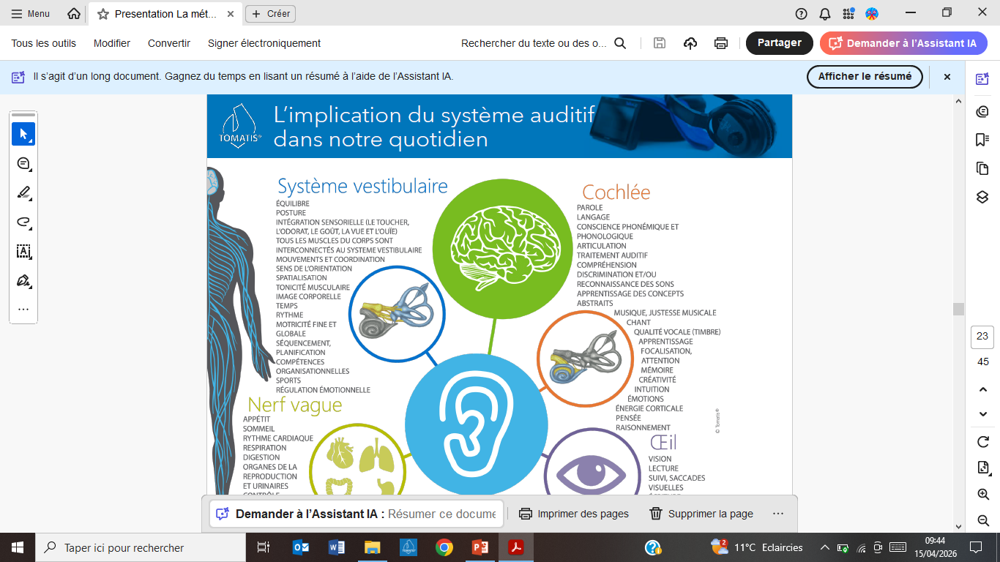 Menu
Presentation La mét...
Créer
Tous les outils
Modifier
Convertir
Signer électroniquement
Rechercher du texte ou des o...
Partager
Demander à l'Assistant IA
Il s'agit d'un long document. Gagnez du temps en lisant un résumé à l'aide de l'Assistant IA.
Afficher le résumé
TOMATIS®
L'implication du système auditif
dans notre quotidien
Système vestibulaire
ÉQUILIBRE
POSTURE
INTÉGRATION SENSORIELLE (LE TOUCHER,
L'ODORAT, LE GOÛT, LA VUE ET L'OUÏE)
TOUS LES MUSCLES DU CORPS SONT
INTERCONNECTÉS AU SYSTEME VESTIBULAIRE
MOUVEMENTS ET COORDINATION
SENS DE L'ORIENTATION
SPATIALISATION
TONICITÉ MUSCULAIRE
IMAGE CORPORELLE
TEMPS
RYTHME
MOTRICITÉ FINE ET
GLOBALE
SÉQUENCEMENT,
PLANIFICATION
COMPÉTENCES
ORGANISATIONNELLES
SPORTS
RÉGULATION ÉMOTIONNELLE
Cochlée
PAROLE
LANGAGE
CONSCIENCE PHONÉMIQUE ET
PHONOLOGIQUE
ARTICULATION
TRAITEMENT AUDITIF
COMPRÉHENSION
DISCRIMINATION ET/OU
RECONNAISSANCE DES SONS
APPRENTISSAGE DES CONCEPTS
ABSTRAITS
MUSIQUE, JUSTESSE MUSICALE
CHANT
QUALITÉ VOCALE (TIMBRE)
APPRENTISSAGE
FOCALISATION,
ATTENTION
MÉMOIRE
CRÉATIVITÉ
INTUITION
ÉMOTIONS
ÉNERGIE CORTICALE
PENSÉE
RAISONNEMENT
© Tomatis®
Nerf vague
APPÉTIT
SOMMEIL
RYTHME CARDIAQUE
RESPIRATION
DIGESTION
ORGANES DE LA
REPRODUCTION
ET URINAIRES
Œil
VISION
LECTURE
SUIVI, SACCADES
VISUELLES
23
45
Demander à l'Assistant IA : Résumer ce docume
Imprimer des pages
Supprimer la page
Taper ici pour rechercher
TOMATIS
2
11°C Eclaircies
09:44
15/04/2026